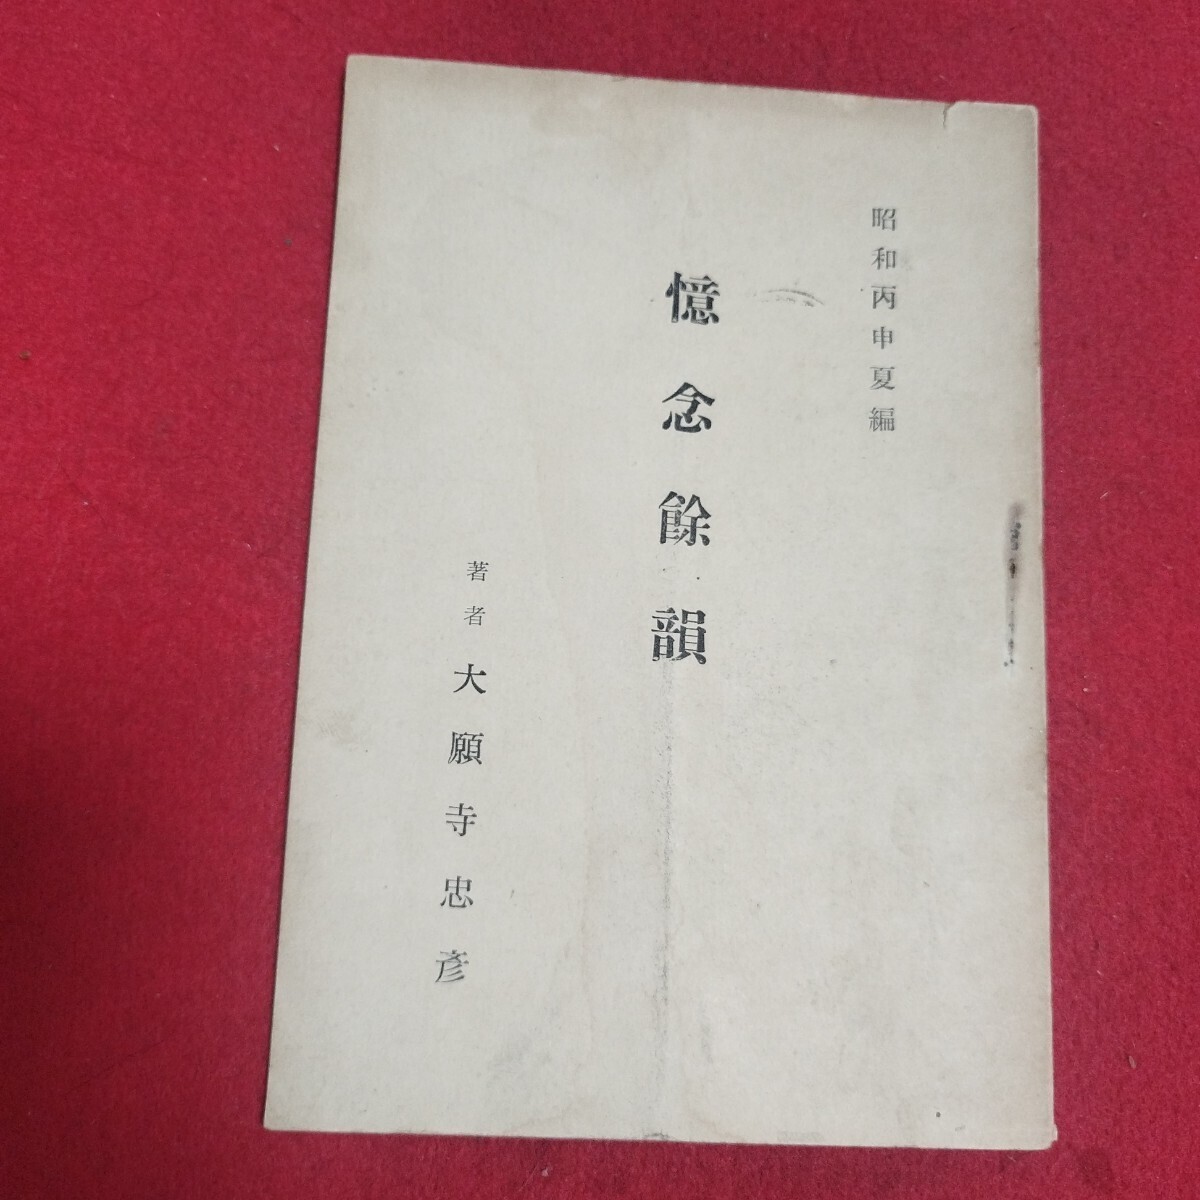 昭和丙申夏編
憶念餘韻
著者 大願寺忠彦